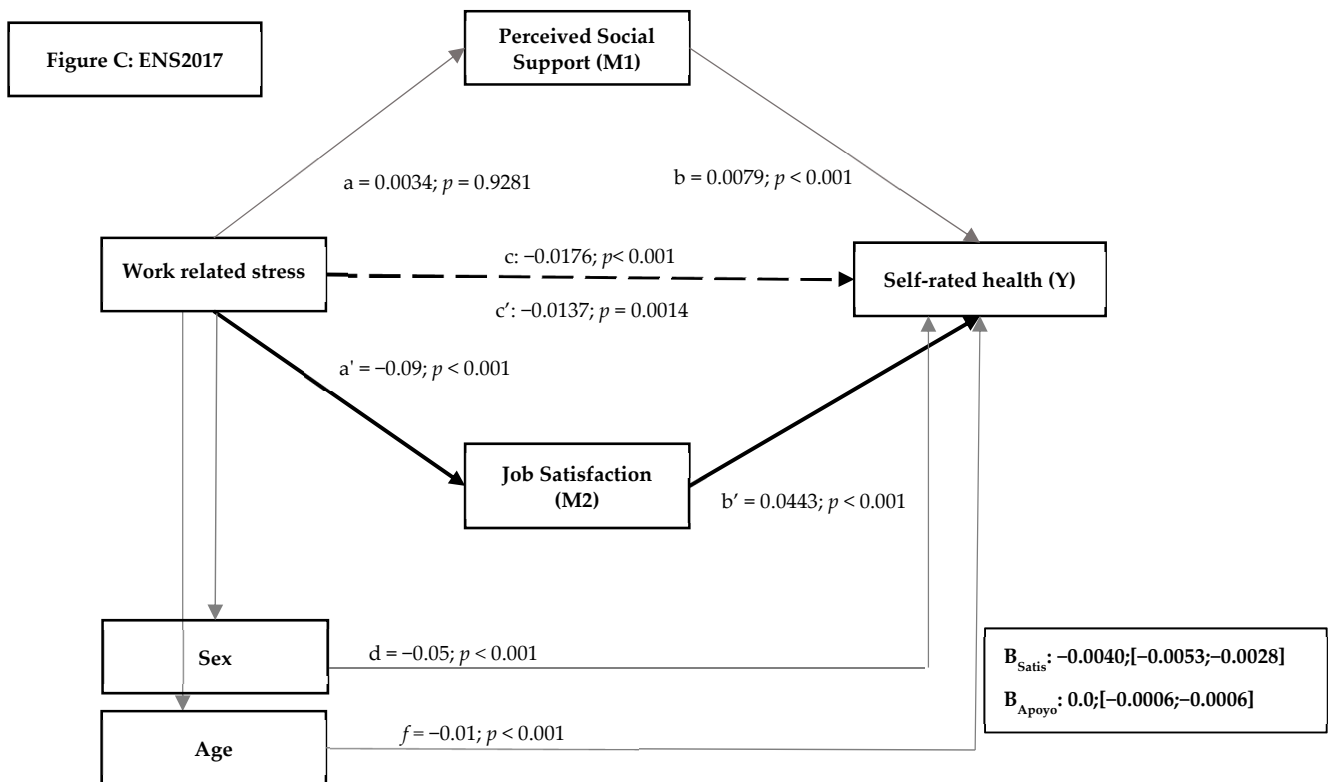 Figure C: ENS2017
Perceived Social
Support (M1)
a = 0.0034; p = 0.9281
b = 0.0079; p < 0.001
Work related stress
c: −0.0176; p< 0.001
c′: −0.0137; p = 0.0014
Self-rated health (Y)
a' = −0.09; p < 0.001
Job Satisfaction
(M2)
b′ = 0.0443; p < 0.001
Sex
d = −0.05; p < 0.001
Age
f = −0.01; p < 0.001
B_Satis: −0.0040;[−0.0053;−0.0028]
B_Apoyo: 0.0;[−0.0006;−0.0006]